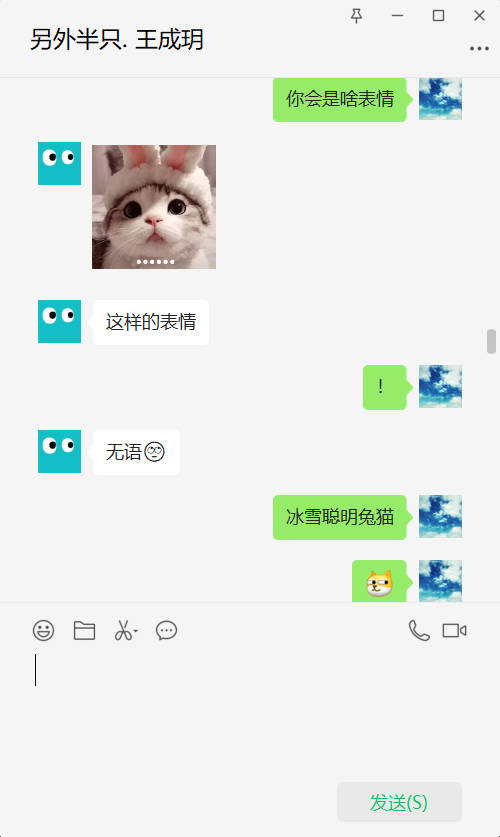 另外半只. 王成玥
你会是啥表情
......
这样的表情
！
无语
冰雪聪明兔猫
发送(S)